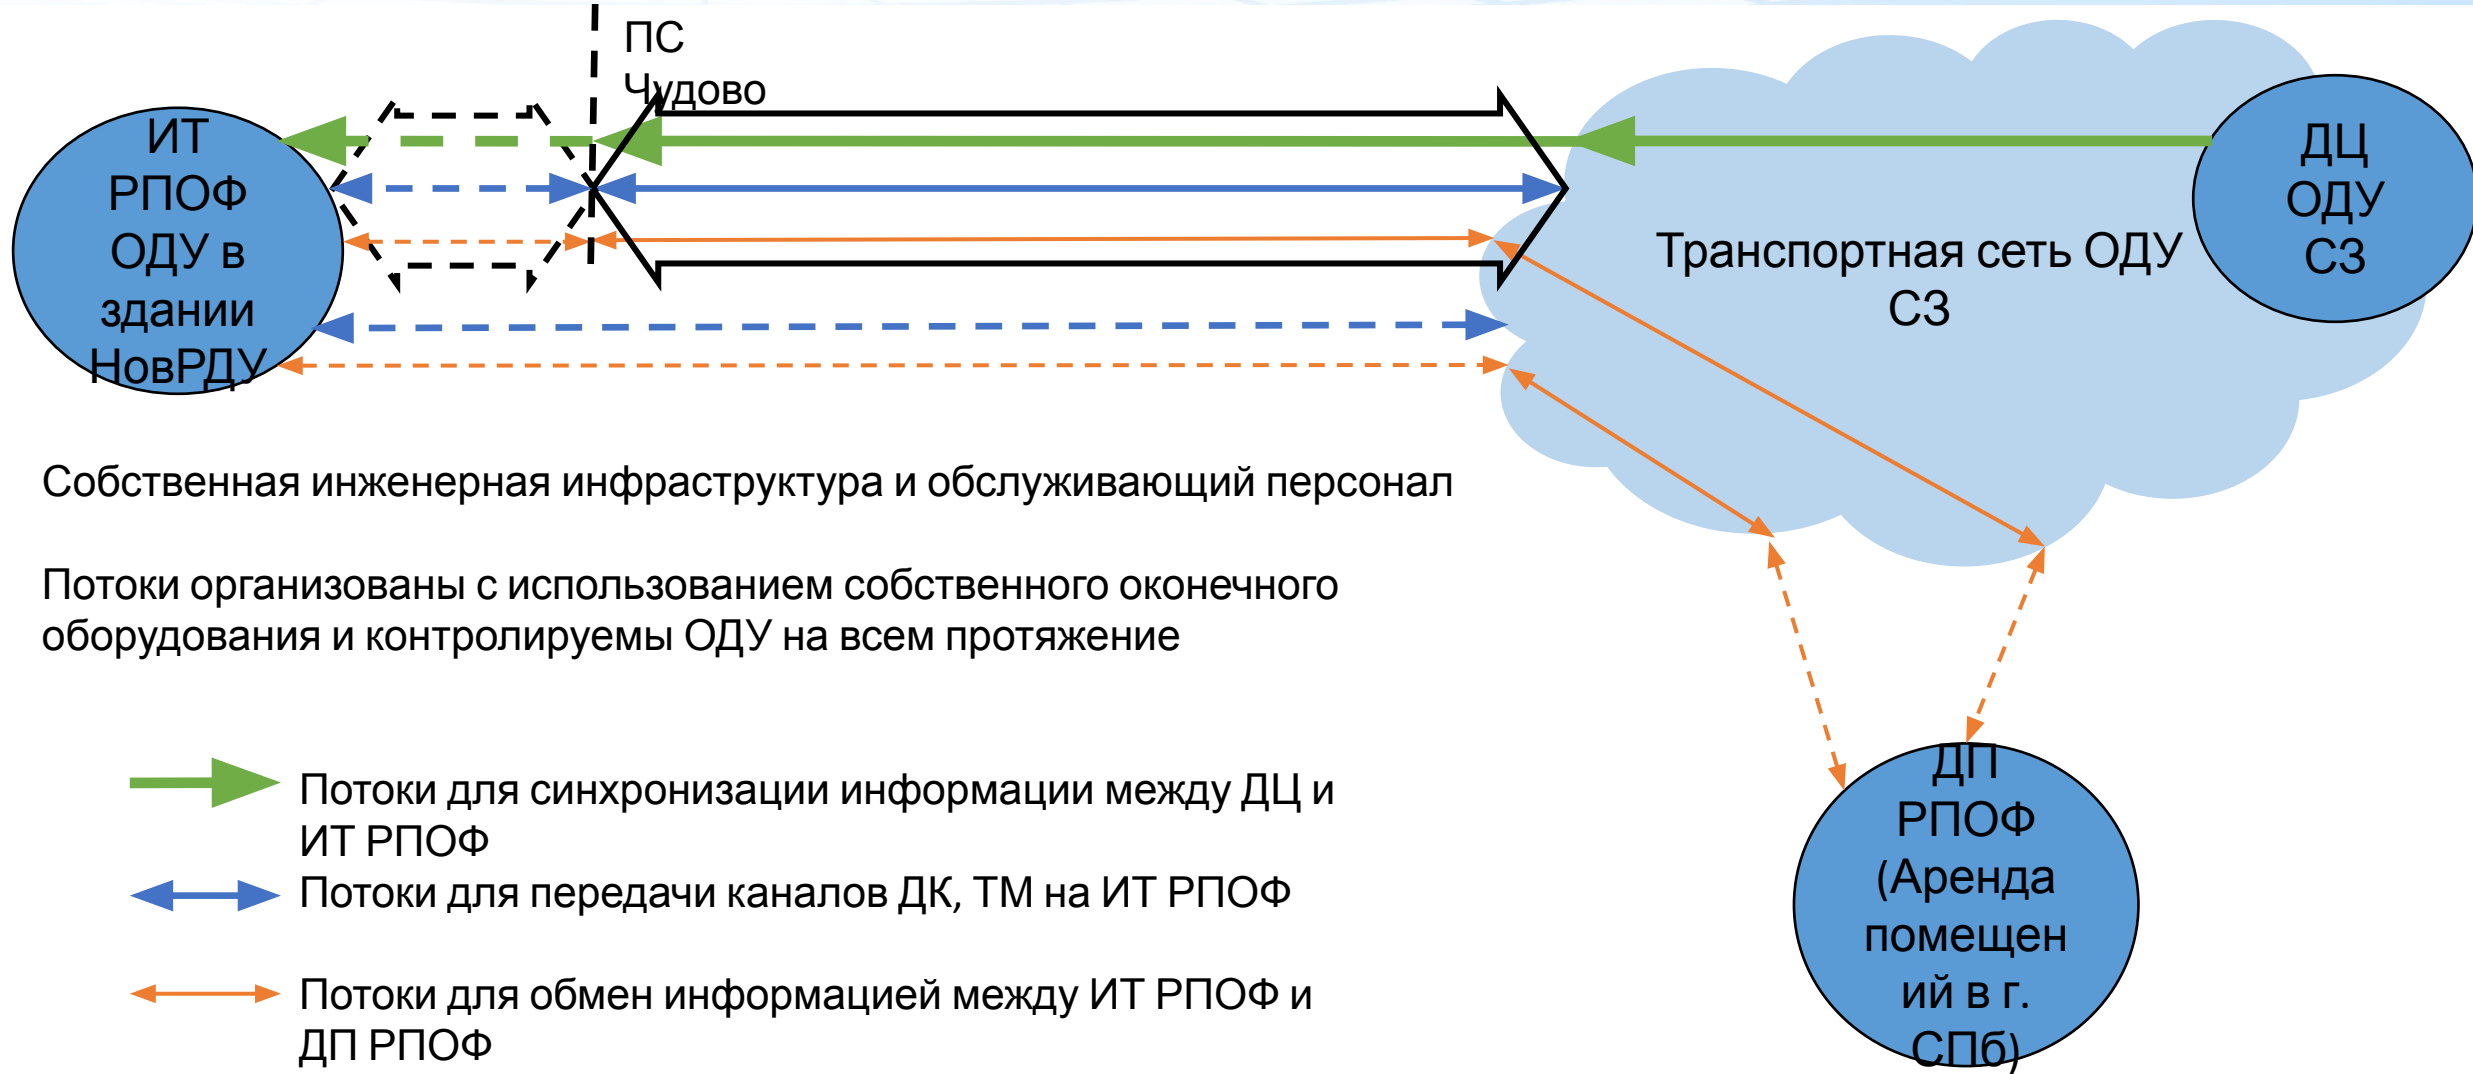 ПС
Чудово
ИТ
РПОФ
ОДУ в
здании
НовРДУ
Транспортная сеть ОДУ
СЗ
ДЦ
ОДУ
СЗ
Собственная инженерная инфраструктура и обслуживающий персонал
Потоки организованы с использованием собственного оконечного
оборудования и контролируемы ОДУ на всем протяжение
Потоки для синхронизации информации между ДЦ и
ИТ РПОФ
Потоки для передачи каналов ДК, ТМ на ИТ РПОФ
Потоки для обмен информацией между ИТ РПОФ и
ДП РПОФ
ДП
РПОФ
(Аренда
помещен
ий в г.
СПб)